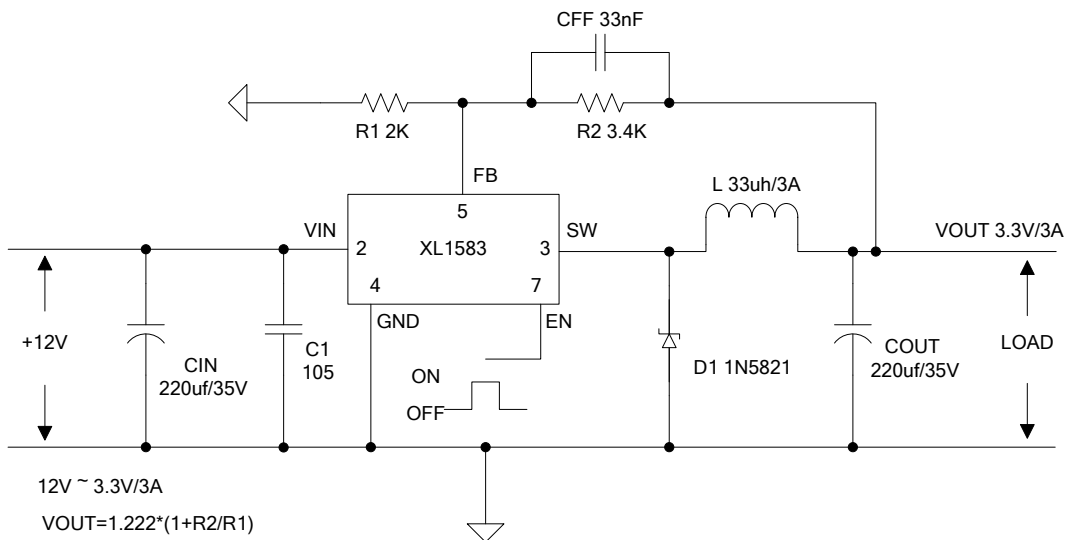 CFF 33nF
R1 2K
R2 3.4K
FB
L 33uh/3A
5
VIN
SW
VOUT 3.3V/3A
2
XL1583
3
4
7
GND
EN
+12V
C1
105
CIN
220uf/35V
ON
OFF
D1 1N5821
COUT
220uf/35V
LOAD
12V ~ 3.3V/3A
VOUT=1.222*(1+R2/R1)